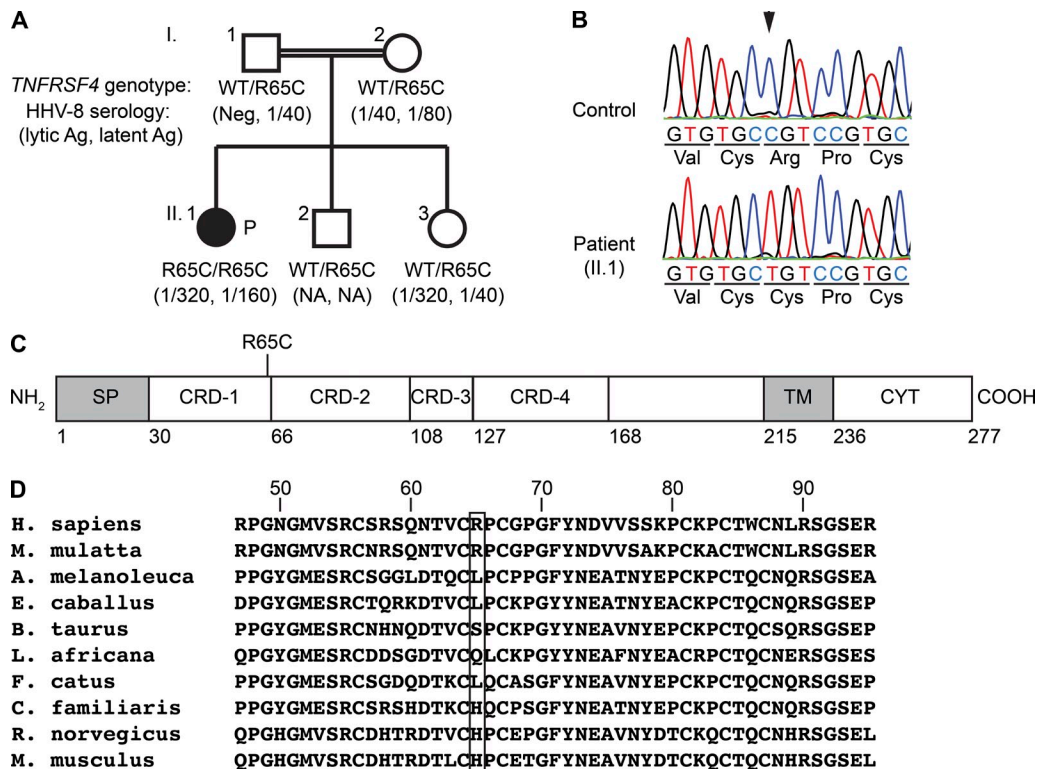 A
I.
1
2
TNFRSF4 genotype:
WT/R65C
WT/R65C
HHV-8 serology:
(Neg, 1/40)
(1/40, 1/80)
(lytic Ag, latent Ag)
II. 1
P
2
3
R65C/R65C
WT/R65C
WT/R65C
(1/320, 1/160)
(NA, NA)
(1/320, 1/40)
B
Control
GTGTGCCGTCCGTGC
Val Cys Arg Pro Cys
Patient
(II.1)
GTGTGCTGTCCGTGC
Val Cys Cys Pro Cys
C
R65C
NH2 SP CRD-1 CRD-2 CRD-3 CRD-4 TM CYT COOH
1 30 66 108 127 168 215 236 277
D
50 60 70 80 90
H. sapiens RPGNGMVSRCSRSQNTVCRPCGPGFYNDVVSSKPCKPCTWCNLRSGSER
M. mulatta RPGNGMVSRCNRSQNTVCRPCGPGFYNDVVSAKPCKACTWCNLRSGSER
A. melanoleuca PPGYGMESRCSGGLDTQCLPCPPGFYNEATNYEPCKPCTQCNQRSGSEA
E. caballus DPGYGMESRCTQRKDTVCLPCKPGYYNEATNYEACKPCTQCNQRSGSEP
B. taurus PPGYGMESRCNHNQDTVCSPCKPGYYNEAVNYEPCKPCTQCSQRSGSEP
L. africana QPGYGMESRCDDSGDTVCQLCKPGYYNEAFNYEACRPCTQCNERSGSES
F. catus PPGYGMESRCSGDQDTKCLQCASGFYNEAVNYEPCKPCTQCNQRSGSEP
C. familiaris PPGYGMESRCSRSHDTKCHQCPSGFYNEAVNYEPCKPCTQCNQRSGSEP
R. norvegicus QPGHGMVSRCDHTRDTVCHPCEPGFYNEAVNYDTCKQCTQCNHRSGSEL
M. musculus QPGHGMVSRCDHTRDTLCHPCETGFYNEAVNYDTCKQCTQCNHRSGSEL